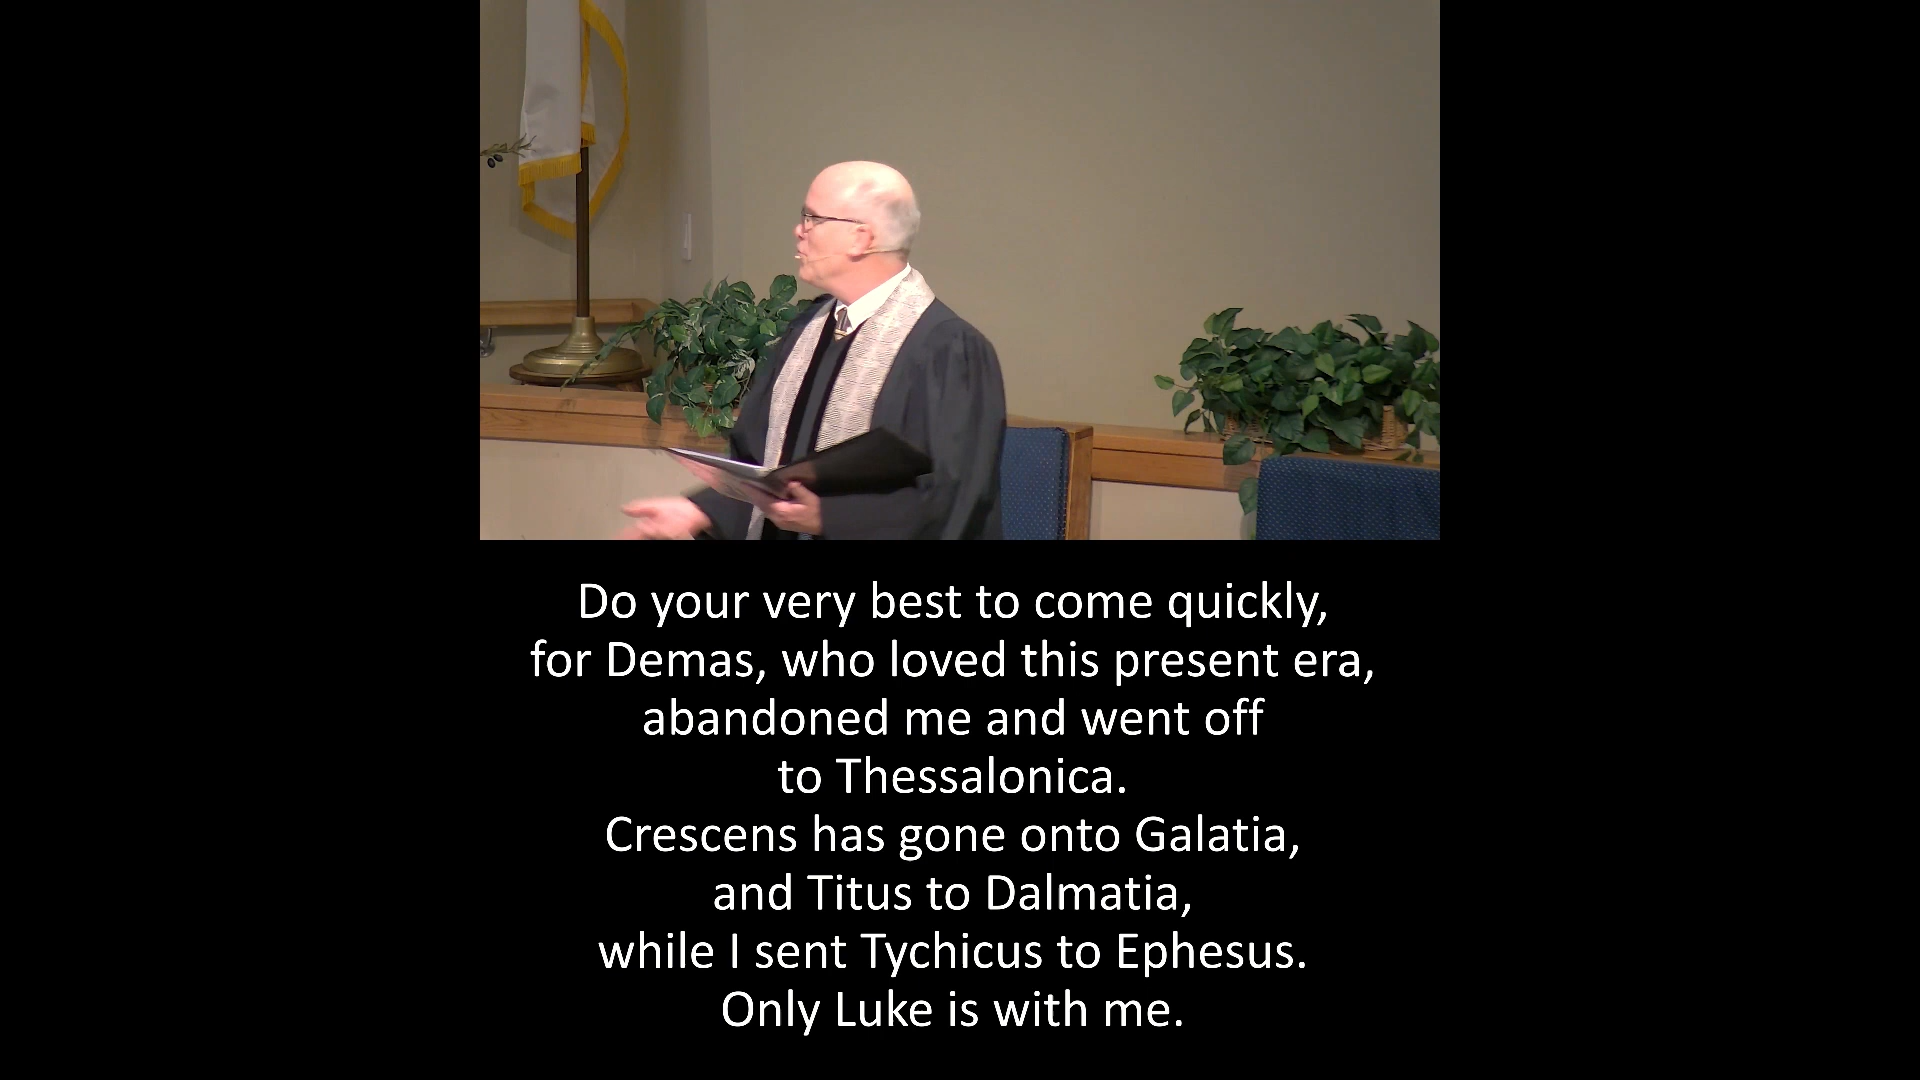 Do your very best to come quickly,
for Demas, who loved this present era,
abandoned me and went off
to Thessalonica.
Crescens has gone onto Galatia,
and Titus to Dalmatia,
while I sent Tychicus to Ephesus.
Only Luke is with me.